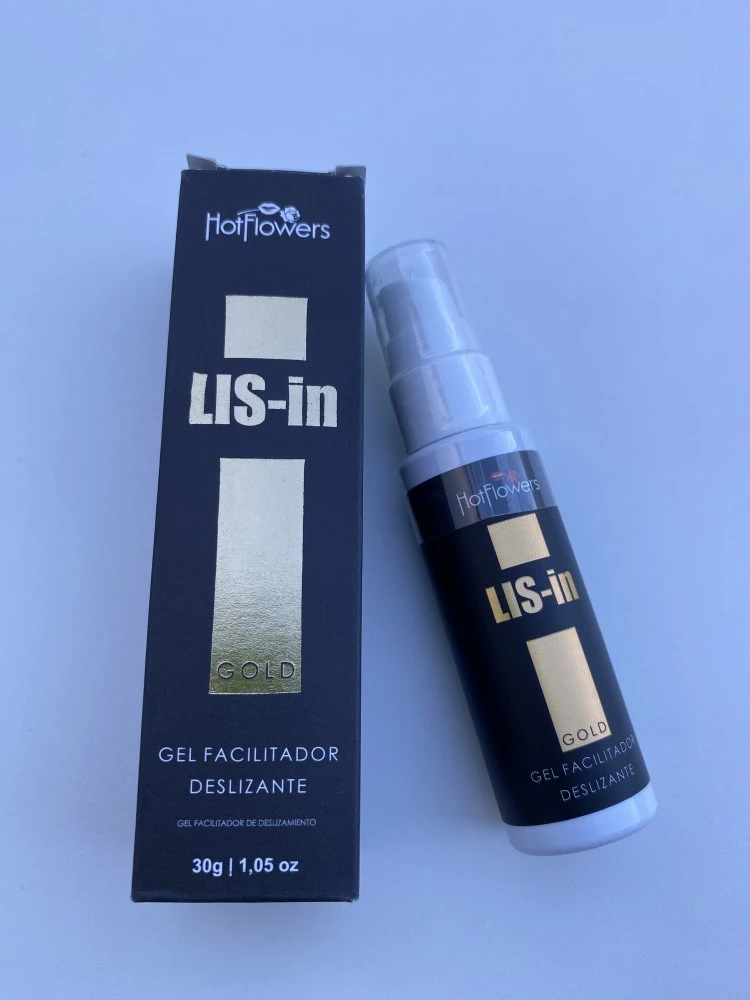 HotFlowers
LIS-in
GOLD
GEL FACILITADOR
DESLIZANTE
GEL FACILITADOR DE DESLIZAMIENTO
30g | 1,05 oz
HotFlowers
LIS-in
GOLD
GEL FACILITADOR
DESLIZANTE